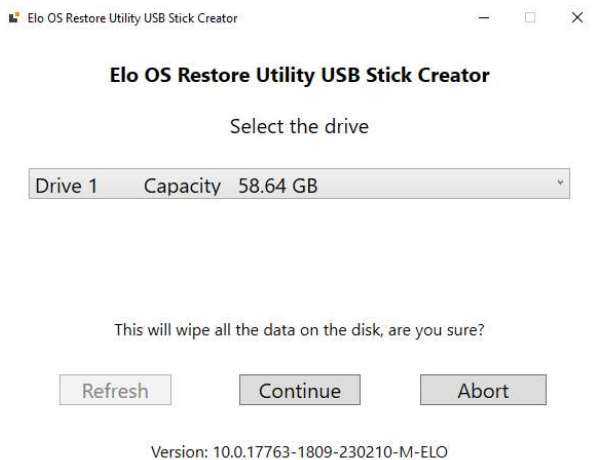 Elo OS Restore Utility USB Stick Creator
Elo OS Restore Utility USB Stick Creator
Select the drive
Drive 1 Capacity 58.64 GB
This will wipe all the data on the disk, are you sure?
Refresh Continue Abort
Version: 10.0.17763-1809-230210-M-ELO